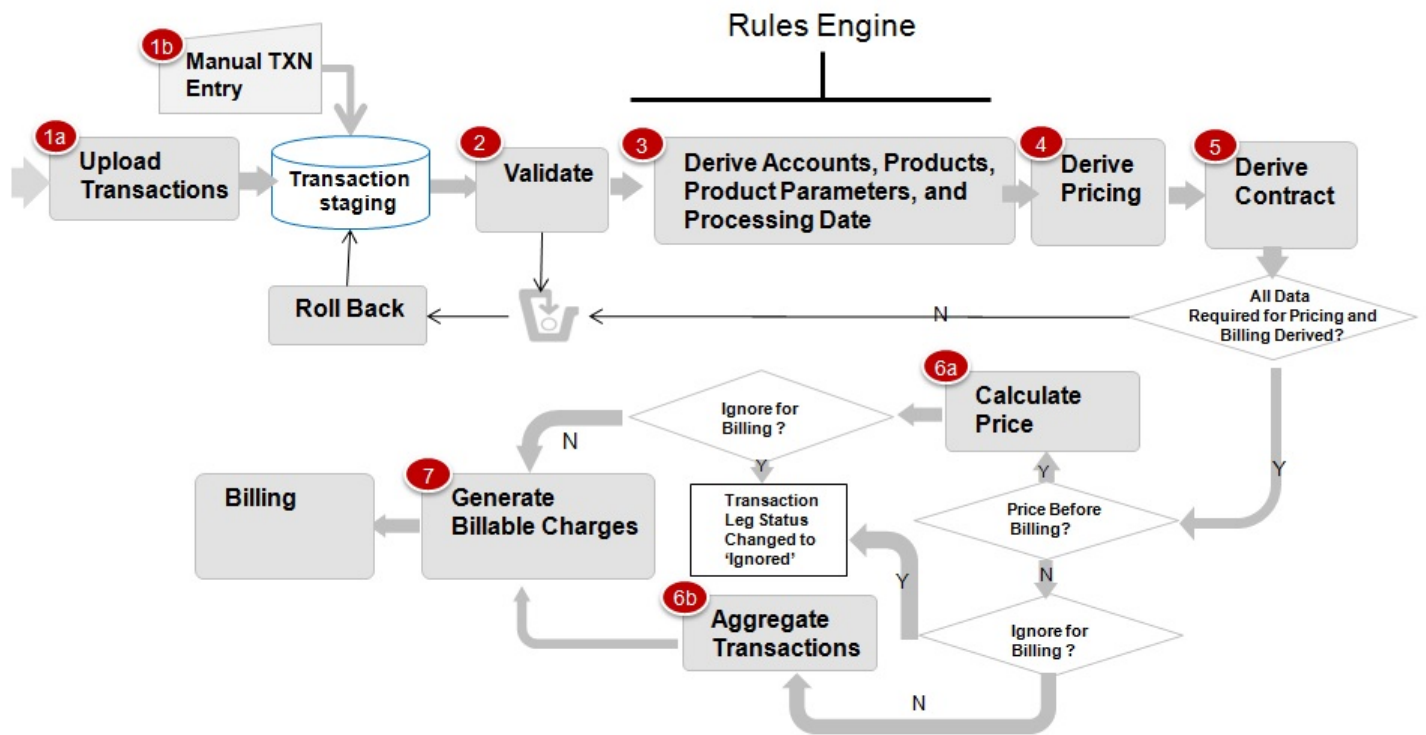 Rules Engine
1b
Manual TXN
Entry
1a
Upload
Transactions
Transaction
staging
2
Validate
3
Derive Accounts, Products,
Product Parameters, and
Processing Date
4
Derive
Pricing
5
Derive
Contract
Roll Back
N
All Data
Required for Pricing and
Billing Derived?
6a
Calculate
Price
Ignore for
Billing ?
N
Y
Y
Y
7
Generate
Billable Charges
Billing
Transaction
Leg Status
Changed to
‘Ignored’
Price Before
Billing?
N
Y
6b
Aggregate
Transactions
Ignore for
Billing ?
N